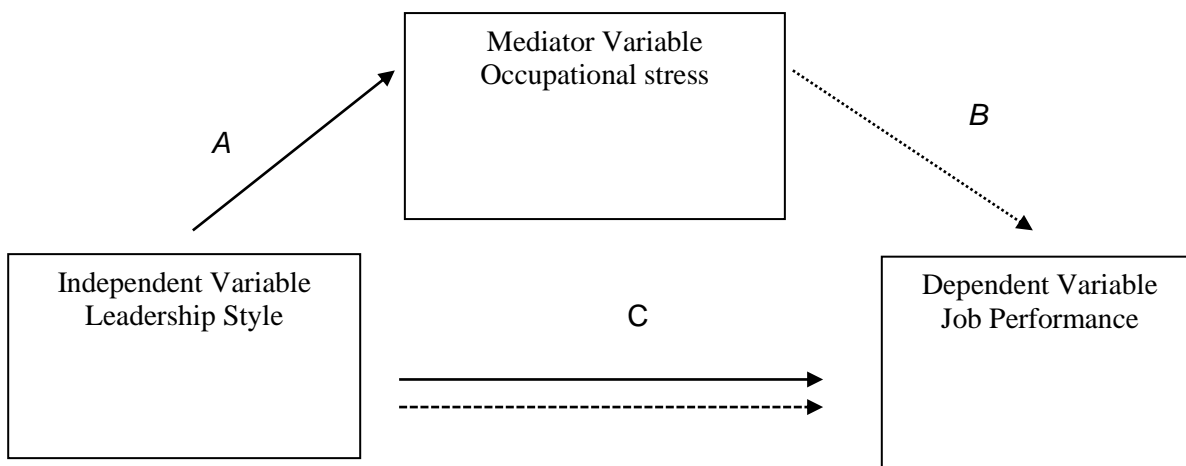 Mediator Variable
Occupational stress
A
B
Independent Variable
Leadership Style
C
Dependent Variable
Job Performance